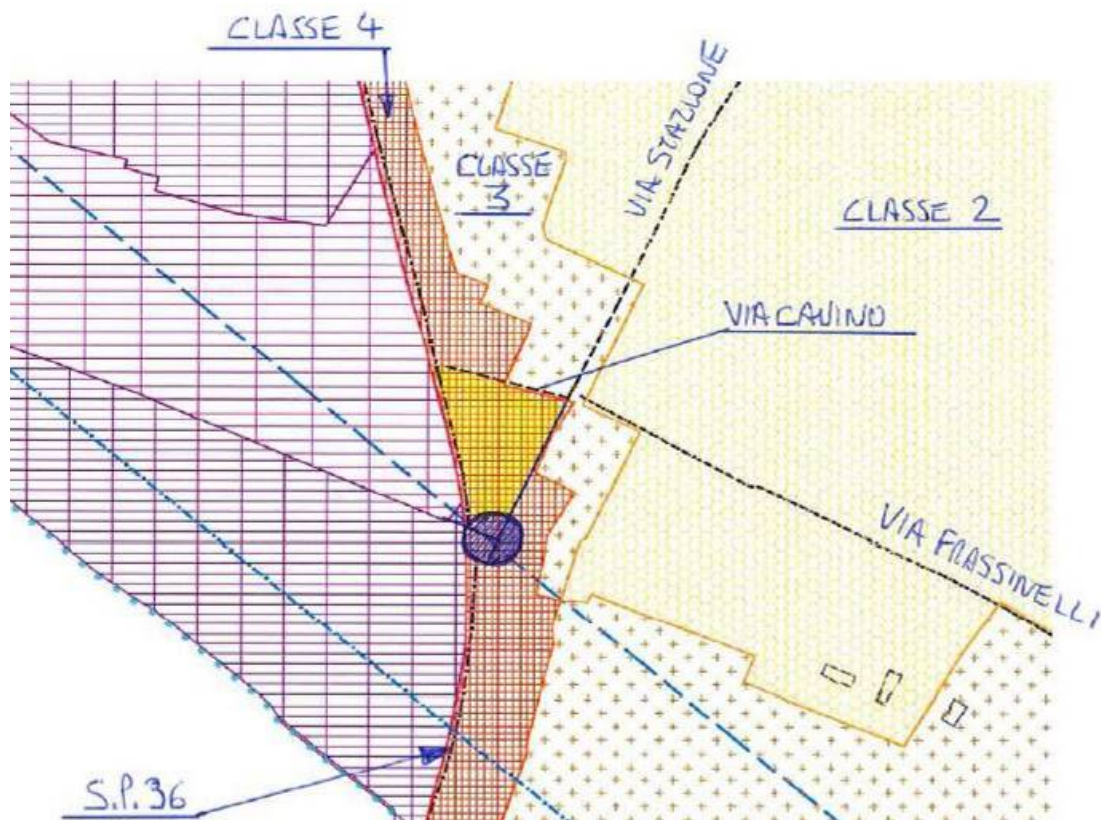 CLASSE 4
VIA STAZIONE
CLASSE
3
CLASSE 2
VIA CAVINO
VIA FRASSINELLI
S.P. 36